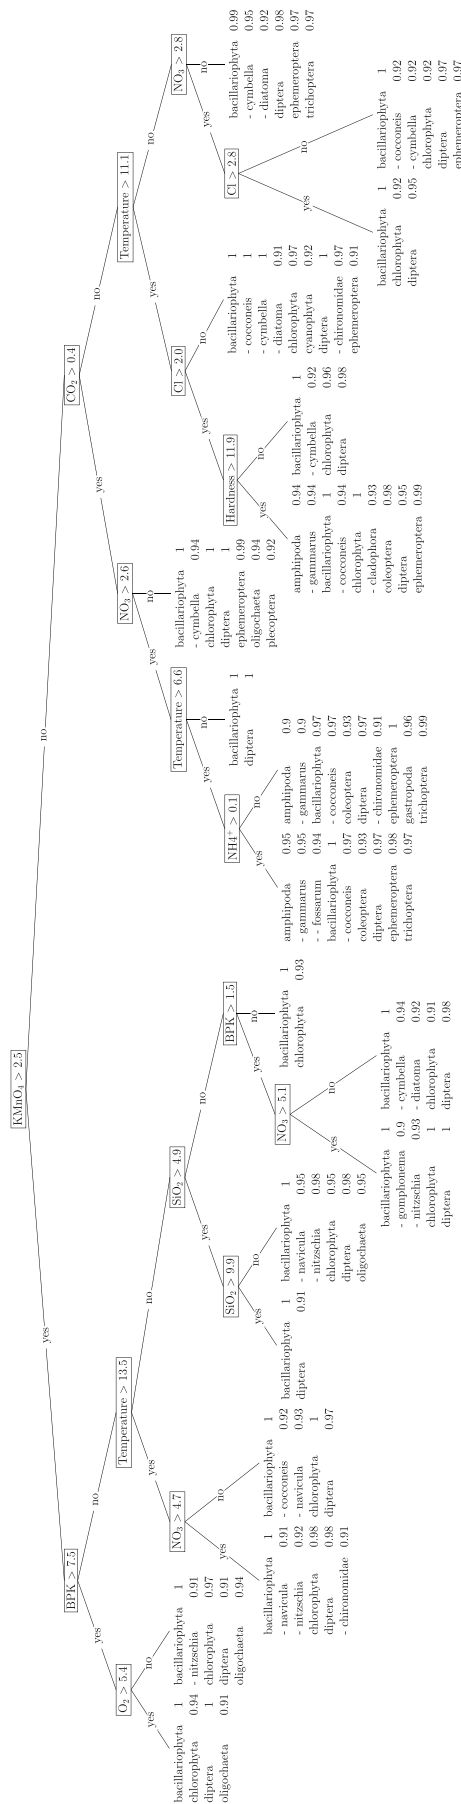 KMnO₄ > 2.5
yes
no
BPK > 7.5
yes
no
O₂ > 5.4
yes
bacillariophyta 1
chlorophyta 0.94
diptera 1
oligochaeta 0.91
no
bacillariophyta 1
- nitzschia 0.91
chlorophyta 0.97
diptera 0.91
oligochaeta 0.94
Temperature > 13.5
yes
no
NO₃ > 4.7
yes
bacillariophyta 1
- navicula 0.91
- nitzschia 0.92
chlorophyta 0.98
diptera 0.98
- chironomidae 0.91
no
bacillariophyta 1
- cocconeis 0.92
- navicula 0.93
chlorophyta 1
diptera 0.97
SiO₂ > 4.9
yes
no
SiO₂ > 9.9
yes
bacillariophyta 1
diptera 0.91
no
bacillariophyta 1
- navicula 0.95
- nitzschia 0.98
chlorophyta 0.95
diptera 0.98
oligochaeta 0.95
BPK > 1.5
yes
no
NO₃ > 5.1
yes
bacillariophyta 1
- gomphonema 0.9
- nitzschia 0.93
chlorophyta 1
diptera 1
no
bacillariophyta 1
- cymbella 0.94
- diatoma 0.92
chlorophyta 0.91
diptera 0.98
bacillariophyta 1
chlorophyta 0.93
CO₂ > 0.4
yes
no
NO₃ > 2.6
yes
no
Temperature > 6.6
yes
no
NH4⁺ > 0.1
yes
amphipoda 0.95
- gammarus 0.95
- - fossarum 0.94
bacillariophyta 1
- cocconeis 0.97
coleoptera 0.93
diptera 0.97
ephemeroptera 0.98
trichoptera 0.97
no
amphipoda 0.9
- gammarus 0.9
bacillariophyta 0.97
- cocconeis 0.97
coleoptera 0.93
diptera 0.97
- chironomidae 0.91
ephemeroptera 1
gastropoda 0.96
trichoptera 0.99
bacillariophyta 1
diptera 1
bacillariophyta 1
- cymbella 0.94
chlorophyta 1
diptera 1
ephemeroptera 0.99
oligochaeta 0.94
plecoptera 0.92
Temperature > 11.1
yes
no
Cl > 2.0
yes
no
Hardness > 11.9
yes
amphipoda 0.94
- gammarus 0.94
bacillariophyta 1
- cocconeis 0.94
chlorophyta 1
- cladophora 0.93
coleoptera 0.98
diptera 0.95
ephemeroptera 0.99
no
bacillariophyta 1
- cymbella 0.92
chlorophyta 0.96
diptera 0.98
bacillariophyta 1
- cocconeis 1
- cymbella 1
- diatoma 0.91
chlorophyta 0.97
cyanophyta 0.92
diptera 1
- chironomidae 0.97
ephemeroptera 0.91
NO₃ > 2.8
yes
no
Cl > 2.8
yes
bacillariophyta 1
chlorophyta 0.92
diptera 0.95
no
bacillariophyta 1
- cocconeis 0.92
- cymbella 0.92
chlorophyta 0.92
diptera 0.97
ephemeroptera 0.97
bacillariophyta 0.99
- cymbella 0.95
- diatoma 0.92
diptera 0.98
ephemeroptera 0.97
trichoptera 0.97